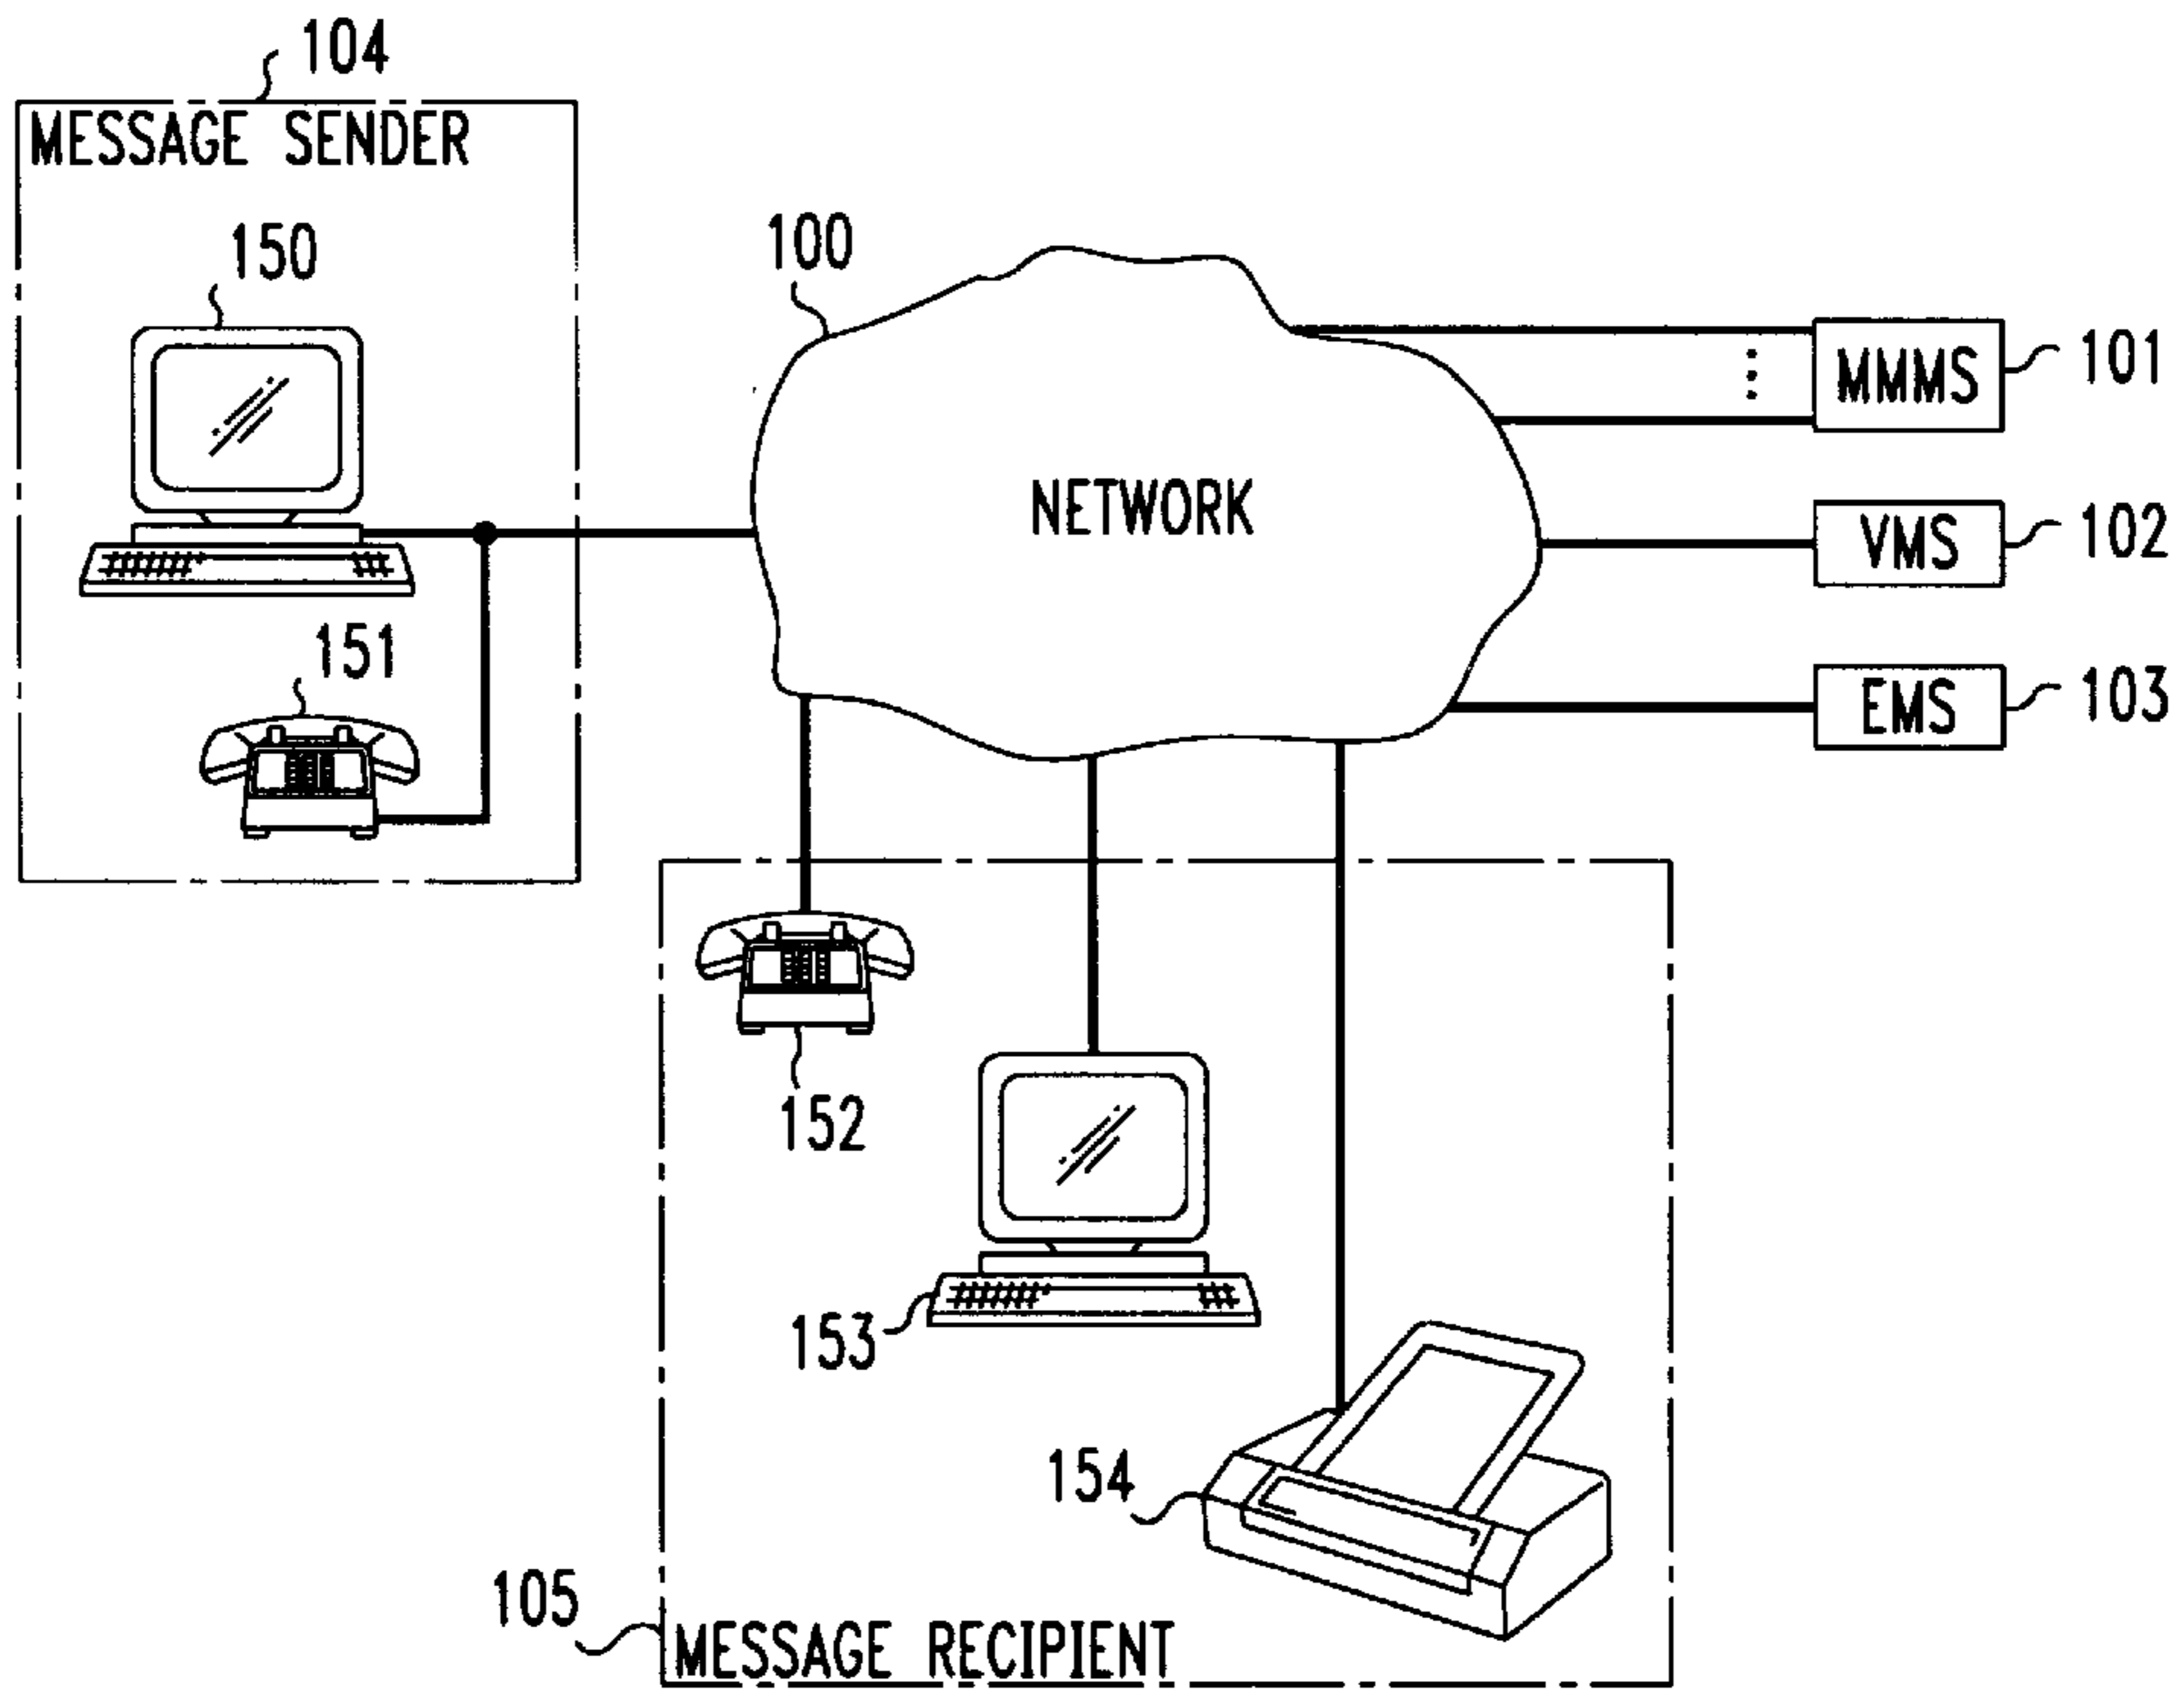 104
MESSAGE SENDER
150
100
MMMS
101
NETWORK
VMS
102
151
EMS
103
152
153
154
105
MESSAGE RECIPIENT